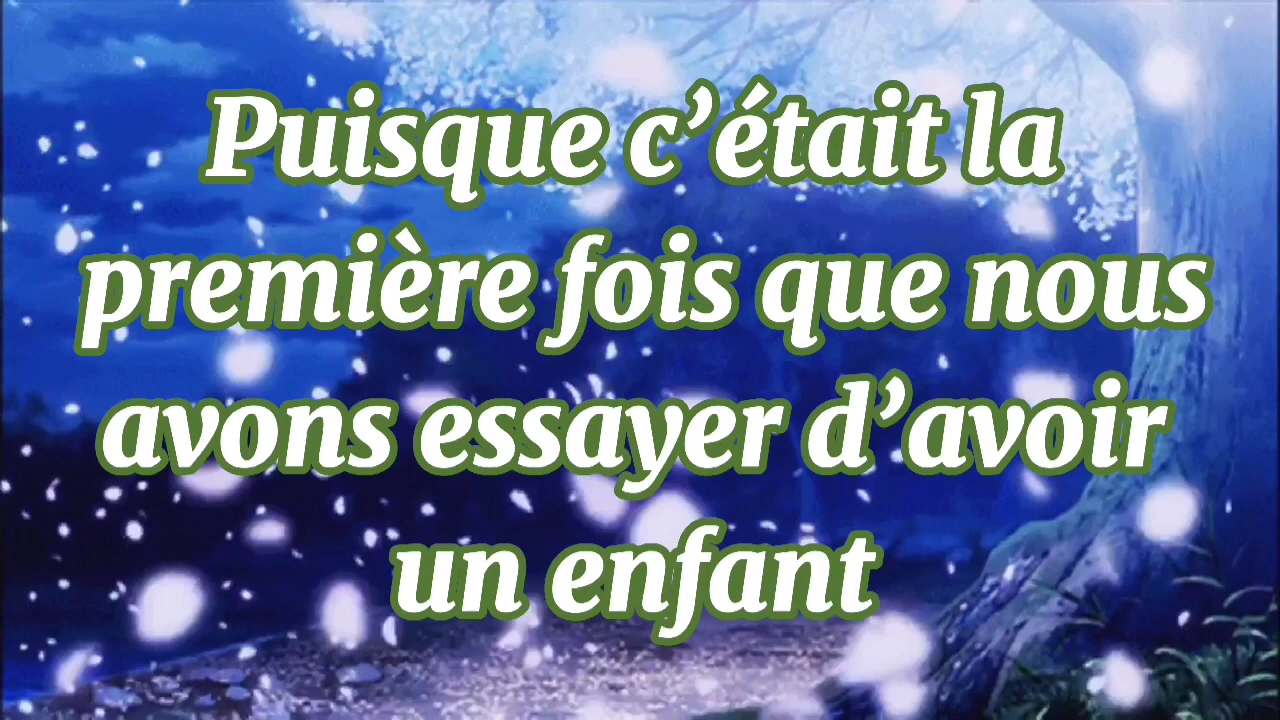 Puisque c’était la
première fois que nous
avons essayer d’avoir
un enfant